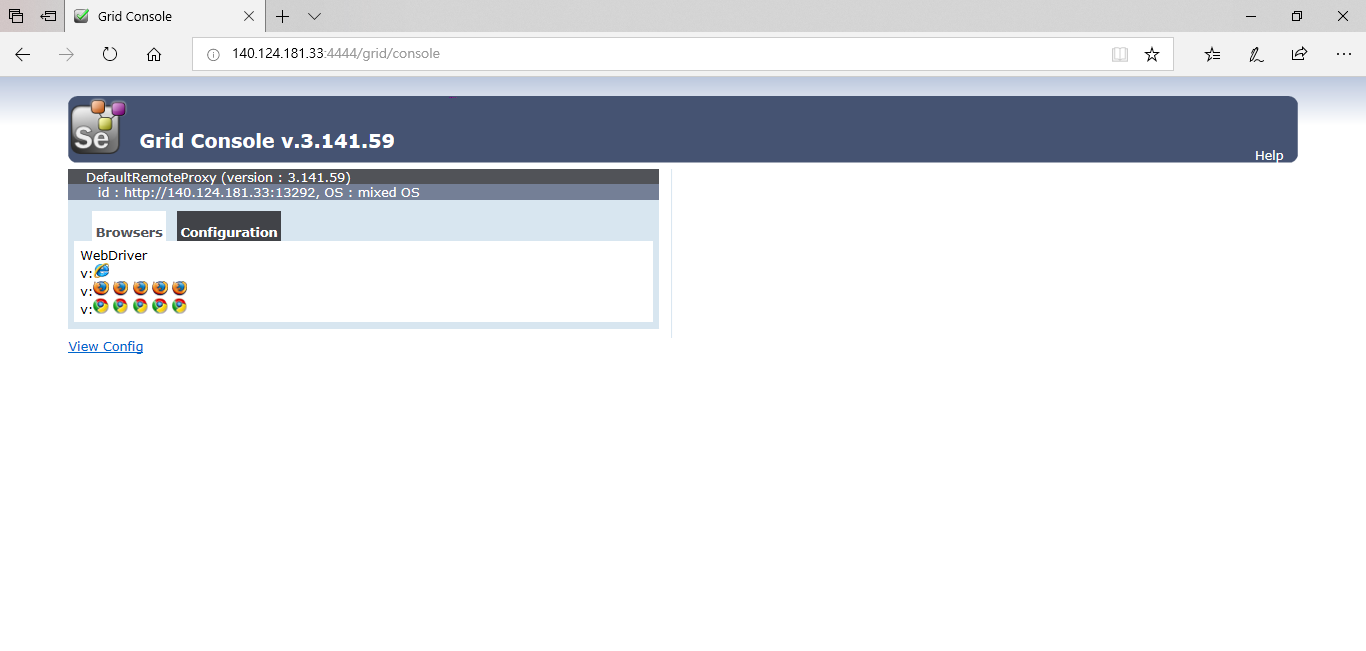 Grid Console
140.124.181.33:4444/grid/console
Se
Grid Console v.3.141.59
Help
DefaultRemoteProxy (version : 3.141.59)
id : http://140.124.181.33:13292, OS : mixed OS
Browsers Configuration
WebDriver
v:
v:
v:
View Config